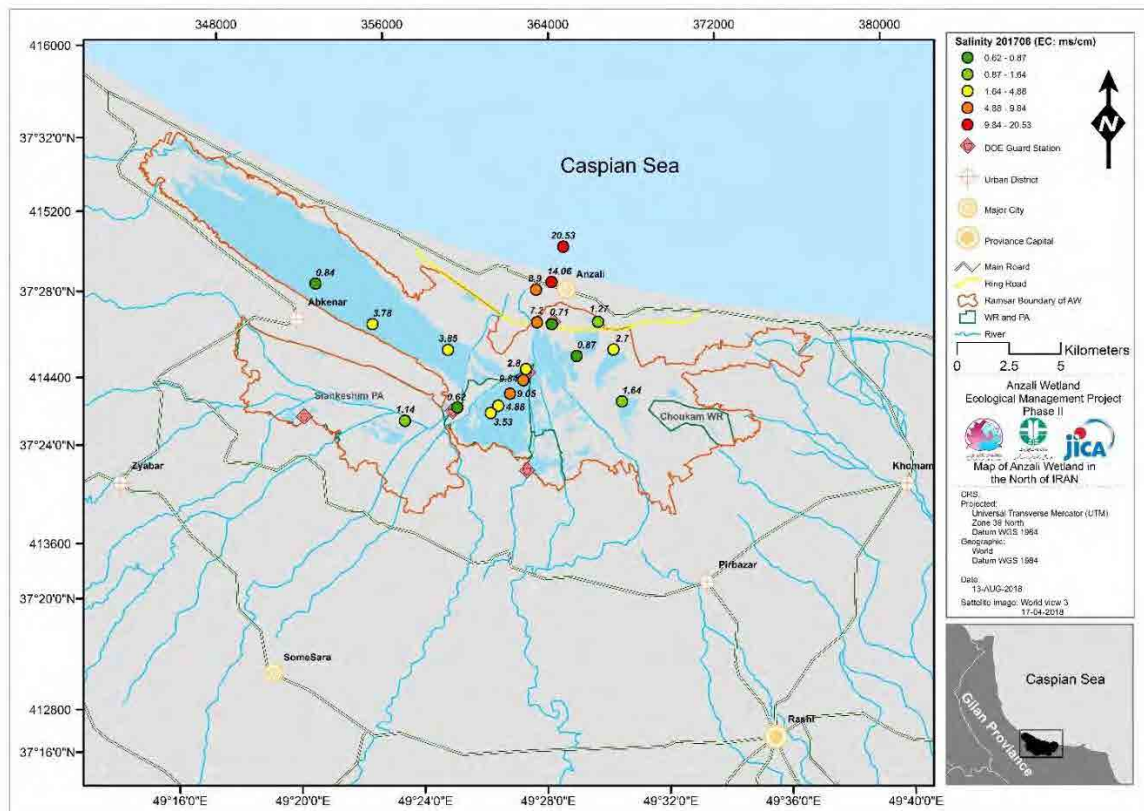 348000 356000 364000 372000 380000
416000
415200
414400
413600
412800
37°32'0"N
37°28'0"N
37°24'0"N
37°20'0"N
37°16'0"N
Caspian Sea
20.53
14.06
8.9
Anzali
0.84
Abkenar
3.78
7.2
0.71
1.27
3.85
0.87
2.7
2.8
9.84
9.05
1.64
0.62
4.88
3.53
Siankeshim PA
1.14
Choukam WR
Zyabar
Khomam
Pirbazar
SomeSara
Rasht
49°16'0"E 49°20'0"E 49°24'0"E 49°28'0"E 49°32'0"E 49°36'0"E 49°40'0"E
Salinity 201706 (EC: ms/cm)
0.62 - 0.87
0.87 - 1.64
1.64 - 4.88
4.88 - 9.84
9.84 - 20.53
DOE Guard Station
Urban District
Major City
Proviance Capital
Main Roard
Ring Road
Ramsar Boundary of AW
WR and PA
River
N
0 2.5 5
Kilometers
Anzali Wetland
Ecological Management Project
Phase II
JICA
Map of Anzali Wetland in
the North of IRAN
CRS:
Projected:
Universal Transverse Mercator (UTM)
Zone 39 North
Datum WGS 1984
Geographic:
World
Datum WGS 1984
Date
13-AUG-2018
Sattelite Image: World view 3
17-04-2018
Caspian Sea
Gilan Proviance